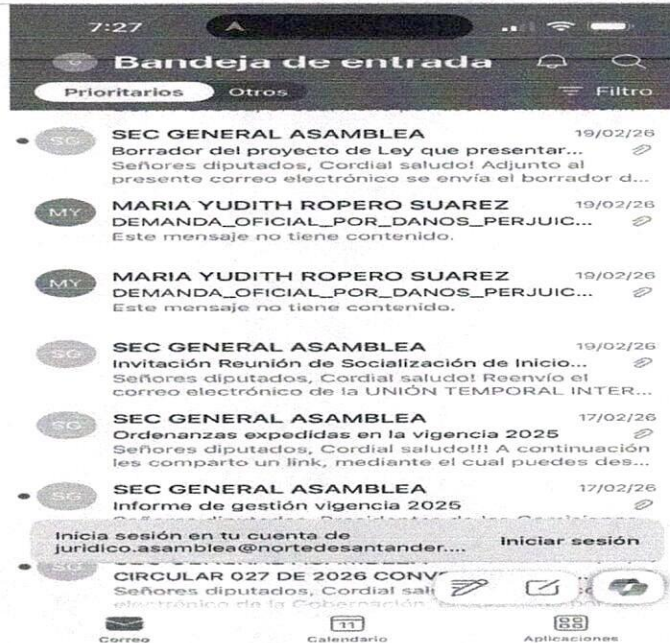 7:27
Bandeja de entrada
Prioritarios Otros Filtro
SG SEC GENERAL ASAMBLEA 19/02/26
Borrador del proyecto de Ley que presentar...
Señores diputados, Cordial saludo! Adjunto al
presente correo electrónico se envía el borrador d...
MY MARIA YUDITH ROPERO SUAREZ 19/02/26
DEMANDA_OFICIAL_POR_DANOS_PERJUIC...
Este mensaje no tiene contenido.
MY MARIA YUDITH ROPERO SUAREZ 19/02/26
DEMANDA_OFICIAL_POR_DANOS_PERJUIC...
Este mensaje no tiene contenido.
SG SEC GENERAL ASAMBLEA 19/02/26
Invitación Reunión de Socialización de Inicio...
Señores diputados, Cordial saludo! Reenvío el
correo electrónico de la UNIÓN TEMPORAL INTER...
SG SEC GENERAL ASAMBLEA 17/02/26
Ordenanzas expedidas en la vigencia 2025
Señores diputados, Cordial saludo!!! A continuación
les comparto un link, mediante el cual puedes des...
SG SEC GENERAL ASAMBLEA 17/02/26
Informe de gestión vigencia 2025
Inicia sesión en tu cuenta de
juridico.asamblea@nortedesantander.... Iniciar sesión
CIRCULAR 027 DE 2026 CONV
Señores diputados, Cordial
electrónico de la Gobernación
Correo 11 Calendario Aplicaciones